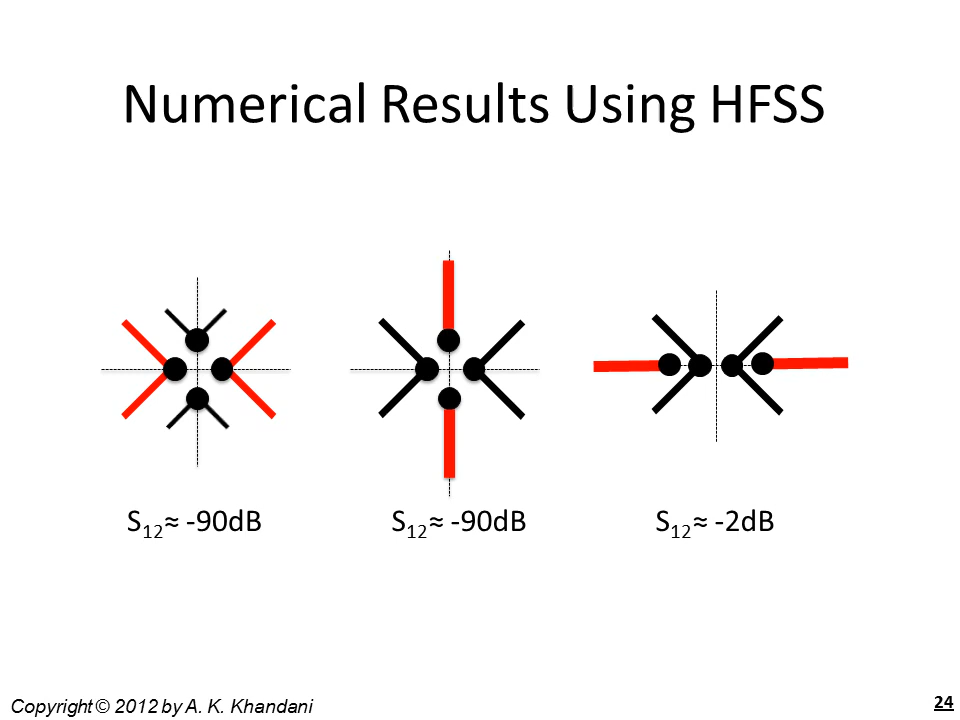 Numerical Results Using HFSS
S12≈ -90dB S12≈ -90dB S12≈ -2dB
Copyright © 2012 by A. K. Khandani 24